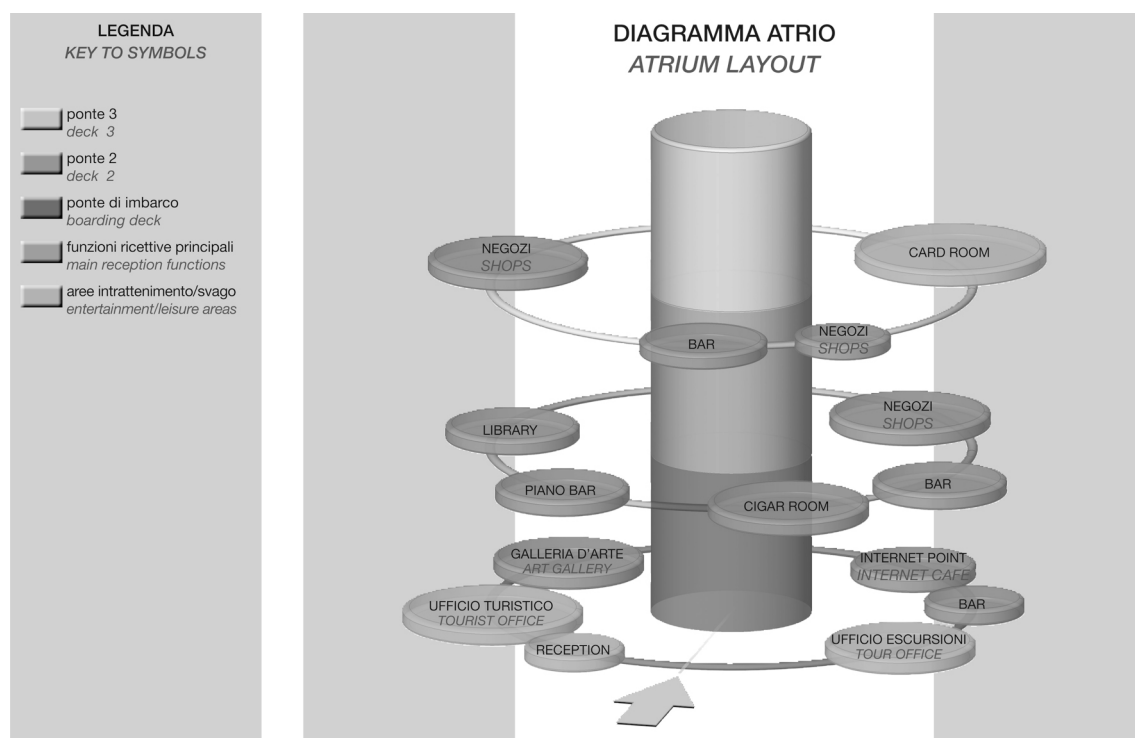 LEGENDA
KEY TO SYMBOLS
ponte 3
deck 3
ponte 2
deck 2
ponte di imbarco
boarding deck
funzioni ricettive principali
main reception functions
aree intrattenimento/svago
entertainment/leisure areas
DIAGRAMMA ATRIO
ATRIUM LAYOUT
NEGOZI
SHOPS
CARD ROOM
BAR
NEGOZI
SHOPS
LIBRARY
NEGOZI
SHOPS
PIANO BAR
CIGAR ROOM
BAR
GALLERIA D'ARTE
ART GALLERY
INTERNET POINT
INTERNET CAFE
UFFICIO TURISTICO
TOURIST OFFICE
BAR
RECEPTION
UFFICIO ESCURSIONI
TOUR OFFICE